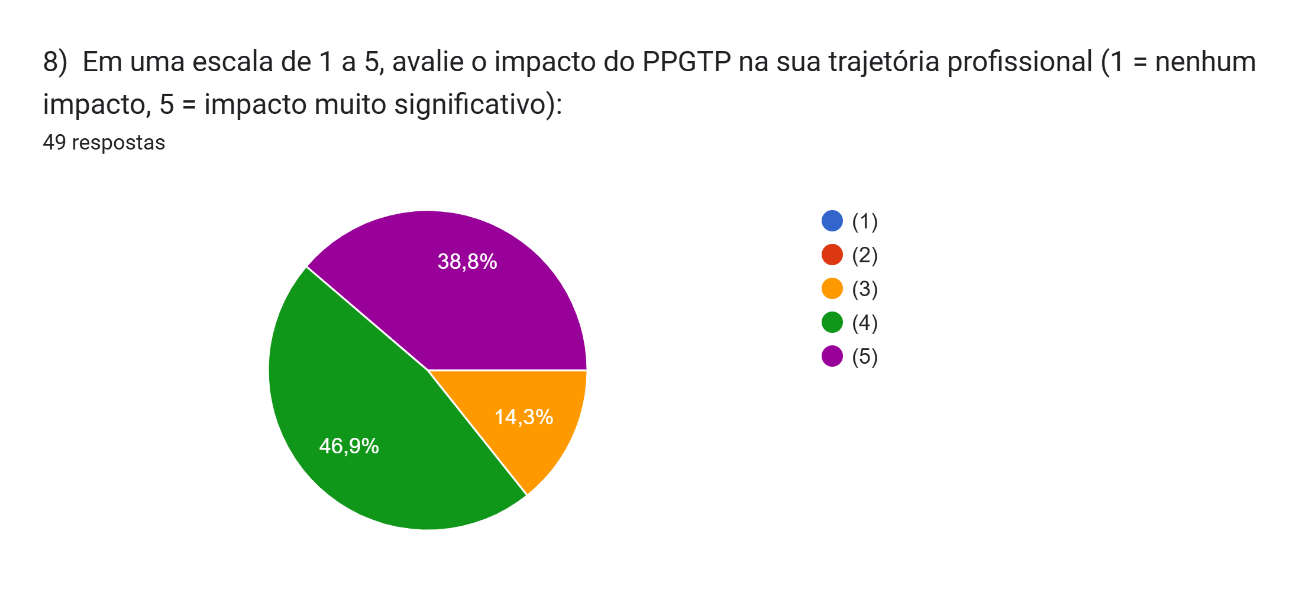 8)  Em uma escala de 1 a 5, avalie o impacto do PPGTP na sua trajetória profissional (1 = nenhum
impacto, 5 = impacto muito significativo):
49 respostas
38,8%
14,3%
46,9%
(1)
(2)
(3)
(4)
(5)